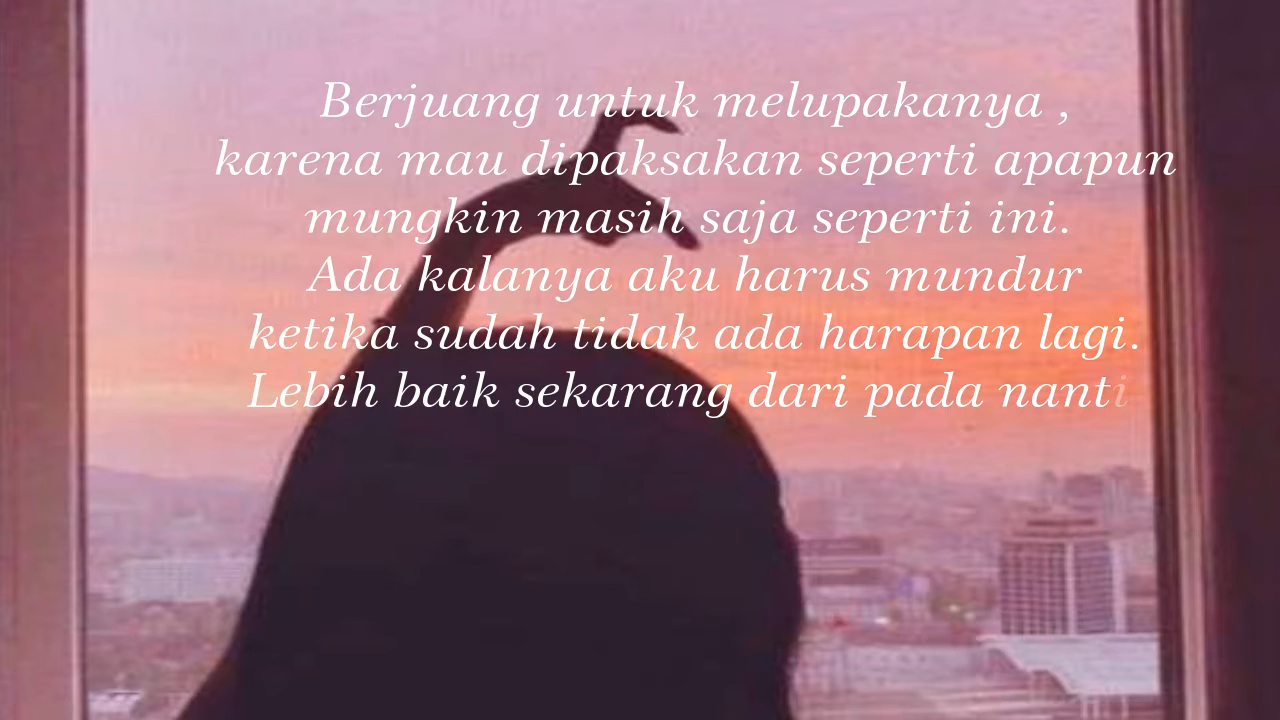 Berjuang untuk melupakanya ,
karena mau dipaksakan seperti apapun
mungkin masih saja seperti ini.
Ada kalanya aku harus mundur
ketika sudah tidak ada harapan lagi.
Lebih baik sekarang dari pada nanti